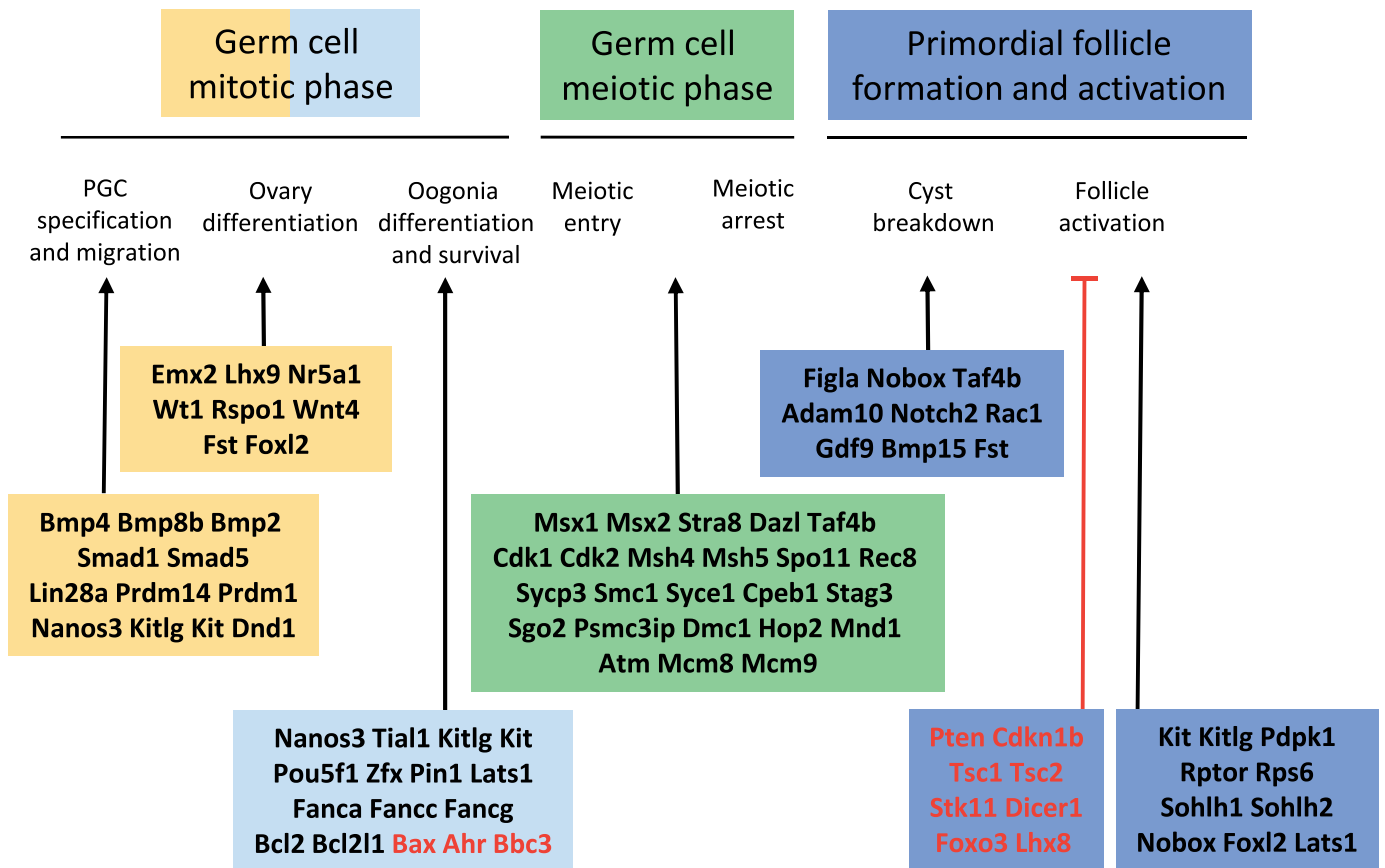 Germ cell
mitotic phase
Germ cell
meiotic phase
Primordial follicle
formation and activation
PGC
specification
and migration
Ovary
differentiation
Oogonia
differentiation
and survival
Meiotic
entry
Meiotic
arrest
Cyst
breakdown
Follicle
activation
Emx2 Lhx9 Nr5a1
Wt1 Rspo1 Wnt4
Fst Foxl2
Figla Nobox Taf4b
Adam10 Notch2 Rac1
Gdf9 Bmp15 Fst
Bmp4 Bmp8b Bmp2
Smad1 Smad5
Lin28a Prdm14 Prdm1
Nanos3 Kitlg Kit Dnd1
Msx1 Msx2 Stra8 Dazl Taf4b
Cdk1 Cdk2 Msh4 Msh5 Spo11 Rec8
Sycp3 Smc1 Syce1 Cpeb1 Stag3
Sgo2 Psmc3ip Dmc1 Hop2 Mnd1
Atm Mcm8 Mcm9
Nanos3 Tial1 Kitlg Kit
Pou5f1 Zfx Pin1 Lats1
Fanca Fancc Fancg
Bcl2 Bcl2l1 Bax Ahr Bbc3
Pten Cdkn1b
Tsc1 Tsc2
Stk11 Dicer1
Foxo3 Lhx8
Kit Kitlg Pdpk1
Rptor Rps6
Sohlh1 Sohlh2
Nobox Foxl2 Lats1